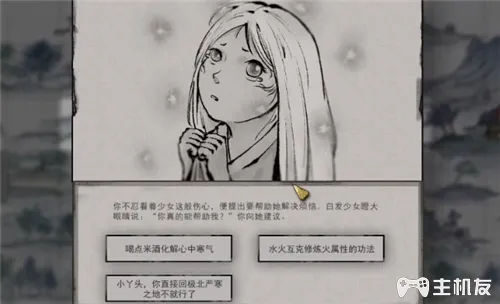 你不忍看着少女这般伤心，便提出要帮助她解决烦恼。白发少女瞪大
眼睛说：“你真的能帮助我？”你向她建议。
喝点米酒化解心中寒气
水火互克修炼火属性的功法
小丫头，你直接回极北严寒
之地不就行了
主机友